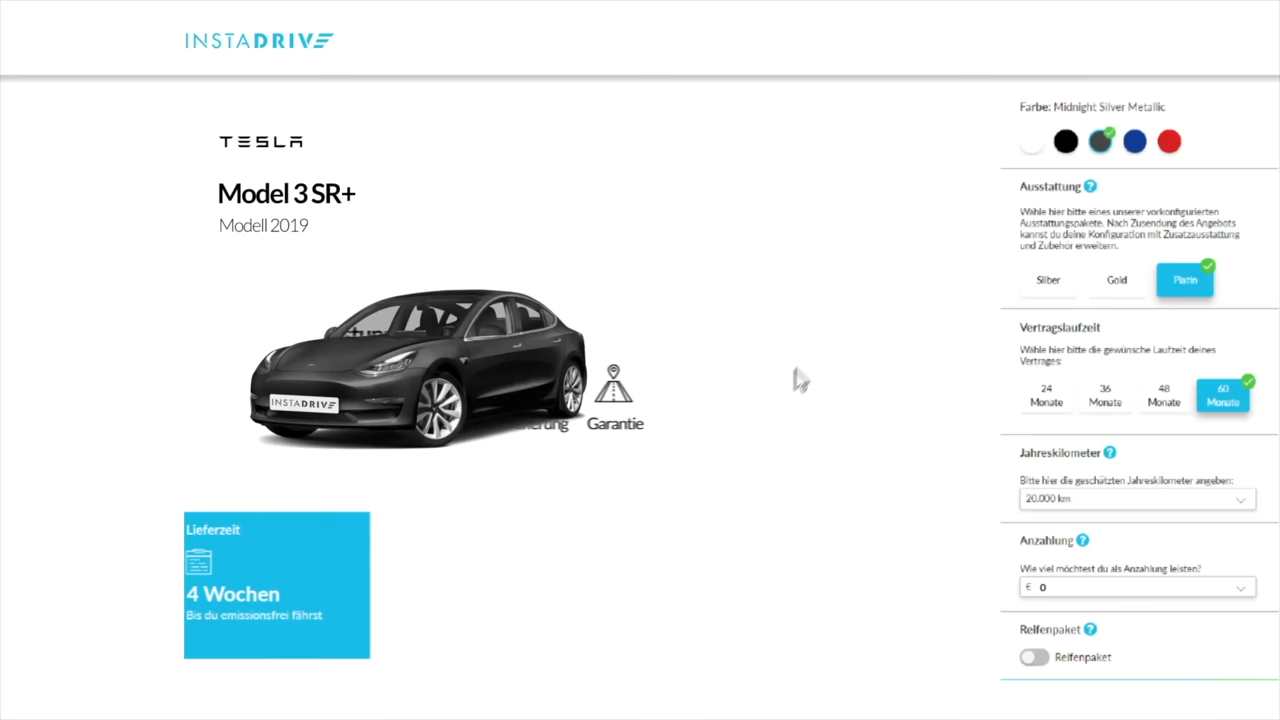 INSTADRIVE
TESLA
Model 3 SR+
Modell 2019
INSTADRIVE
Garantie
Lieferzeit
4 Wochen
Bis du emissionsfrei fährst
Farbe: Midnight Silver Metallic
Ausstattung ?
Wähle hier bitte eines unserer vorkonfigurierten
Ausstattungspakete. Nach Zusendung des Angebots
kannst du deine Konfiguration mit Zusatzausstattung
und Zubehör erweitern.
Silber Gold Platin
Vertragslaufzeit
Wähle hier bitte die gewünsche Laufzeit deines
Vertrages:
24 36 48 60
Monate Monate Monate Monate
Jahreskilometer ?
Bitte hier die geschätzten Jahreskilometer angeben:
20.000 km
Anzahlung ?
Wie viel möchtest du als Anzahlung leisten?
€ 0
Reifenpaket ?
Reifenpaket